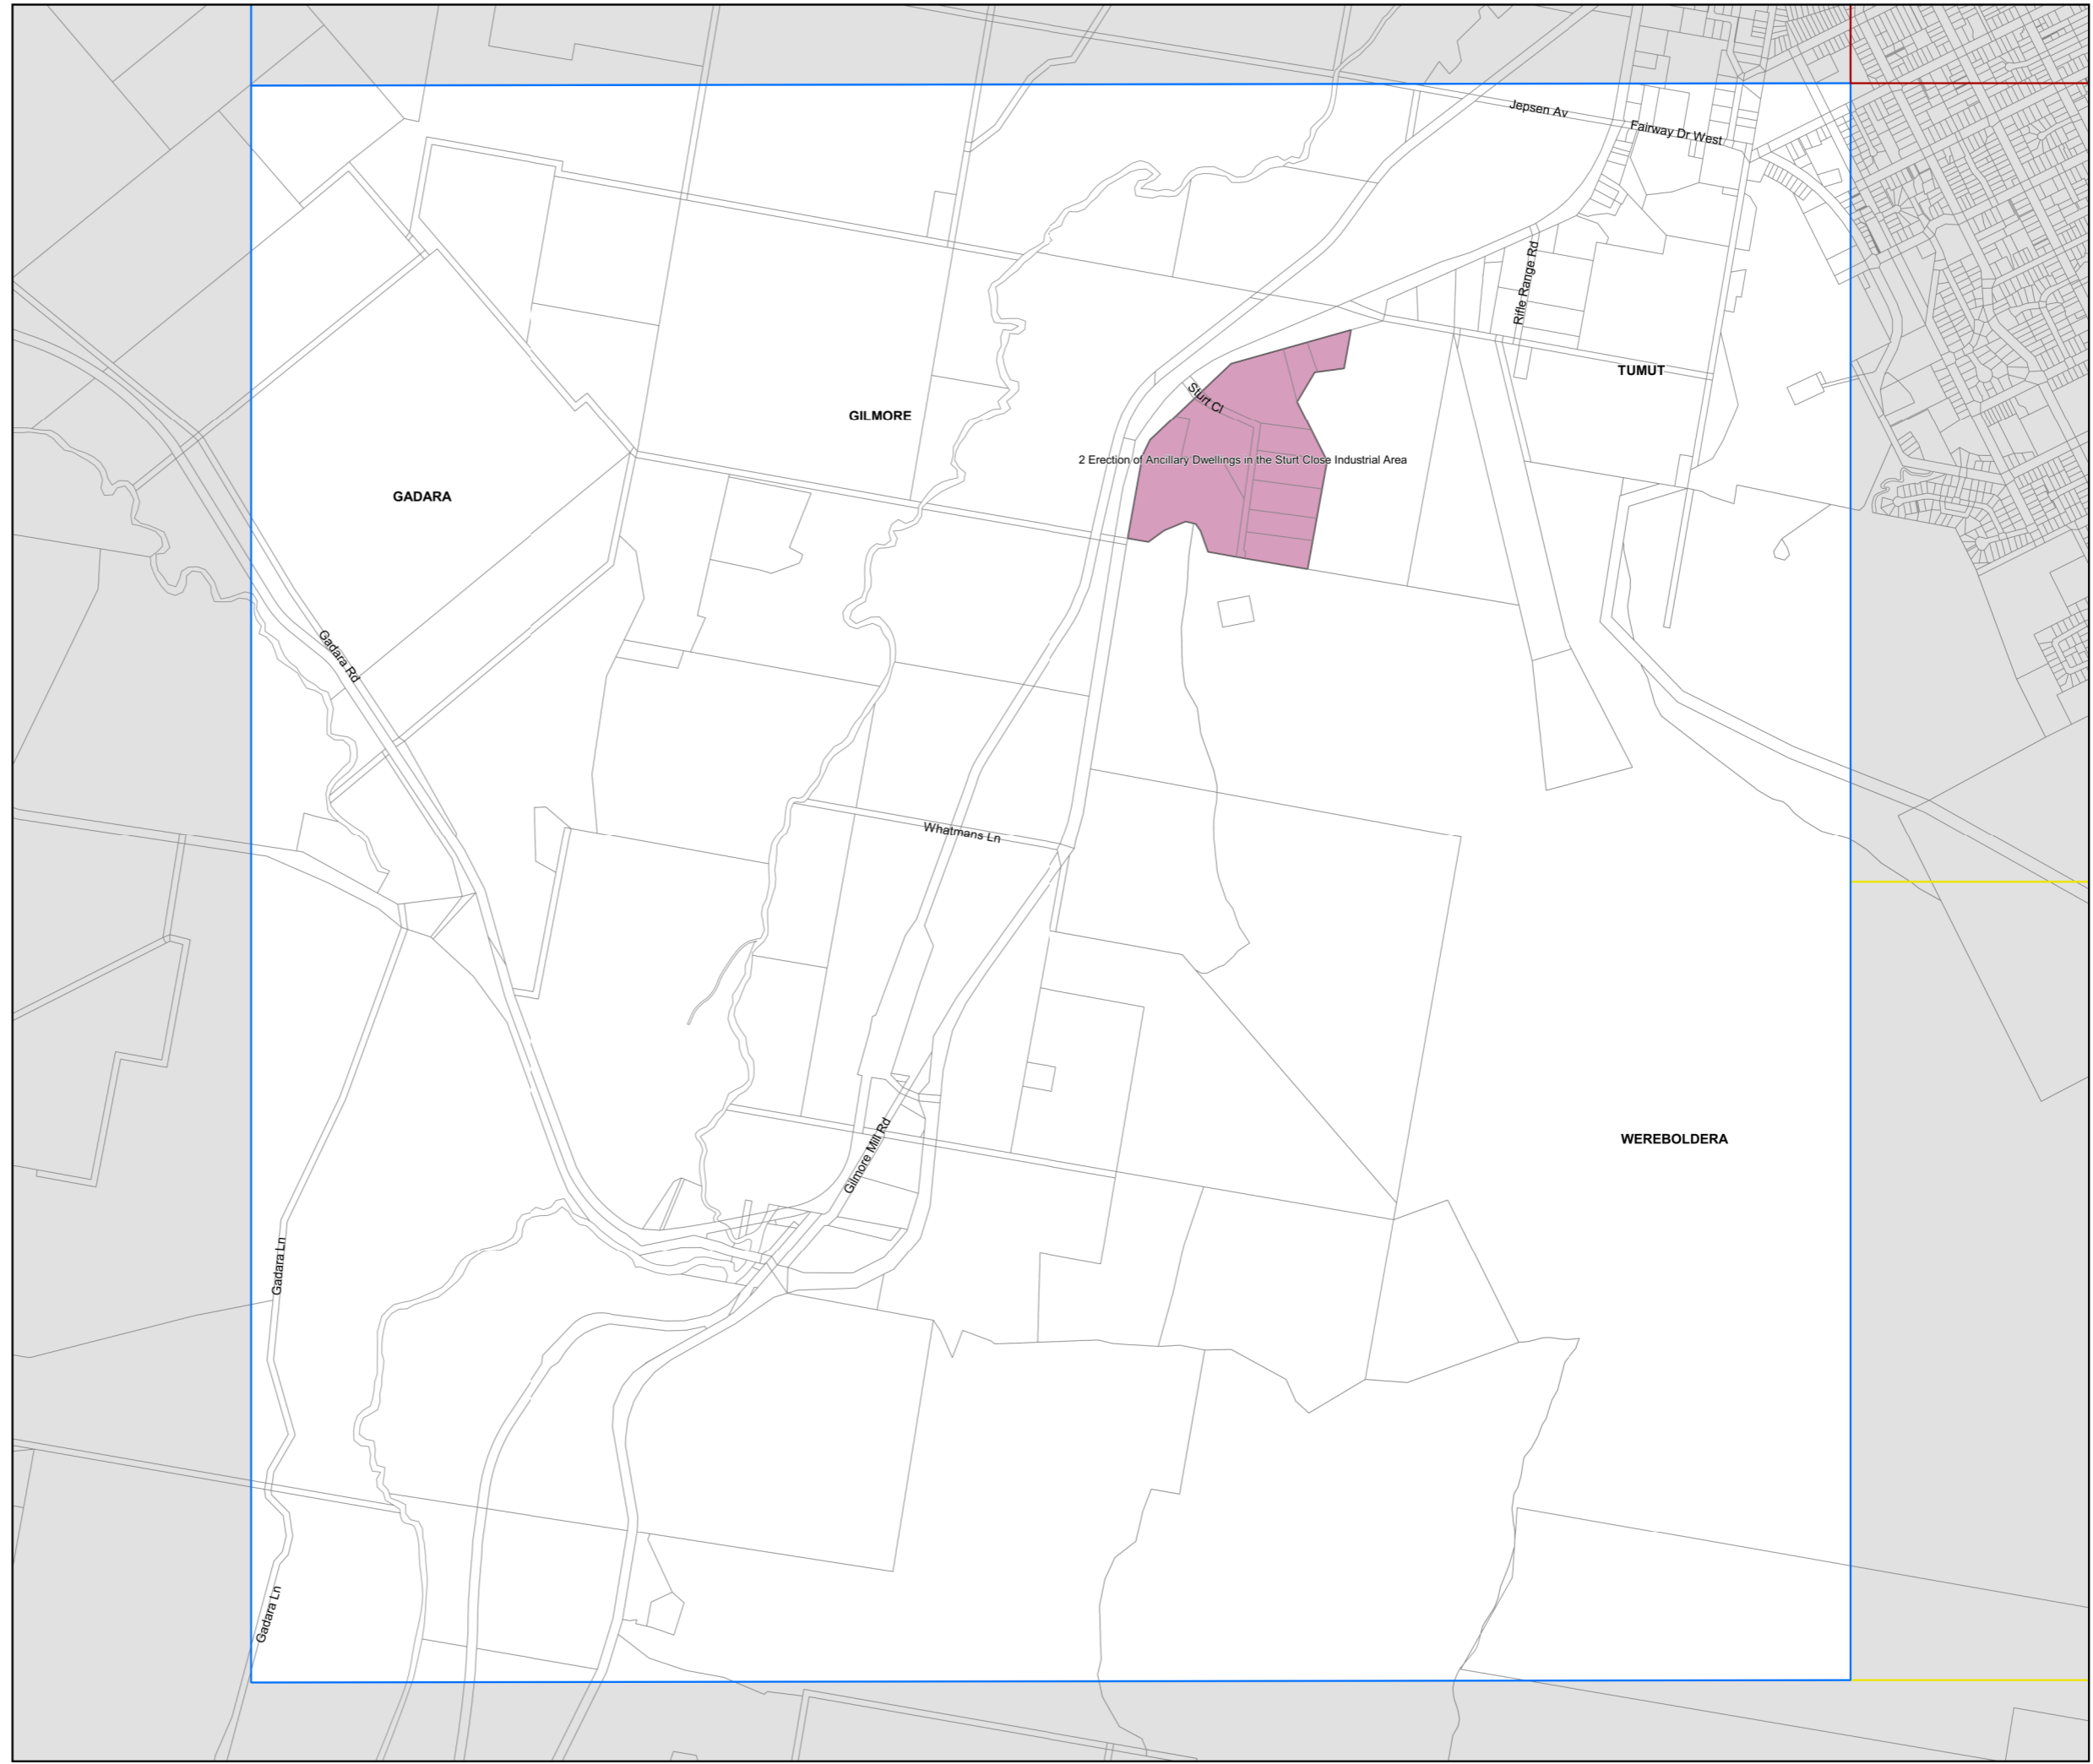 Jepsen Av
Fairway Dr West
Rifle Range Rd
TUMUT
Sturt Cl
GILMORE
2 Erection of Ancillary Dwellings in the Sturt Close Industrial Area
GADARA
Gadara Rd
Whatmans Ln
Gilmore Mill Rd
WEREBOLDERA
Gadara Ln
Gadara Ln